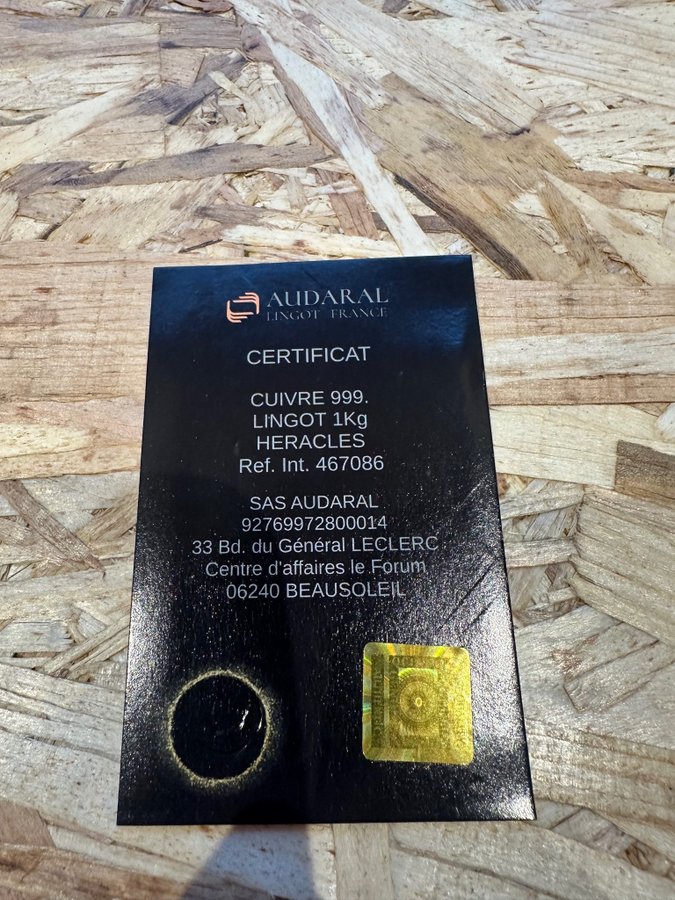 AUDARAL
LINGOT FRANCE
CERTIFICAT
CUIVRE 999.
LINGOT 1Kg
HERACLES
Ref. Int. 467086
SAS AUDARAL
92769972800014
33 Bd. du Général LECLERC
Centre d'affaires le Forum
06240 BEAUSOLEIL